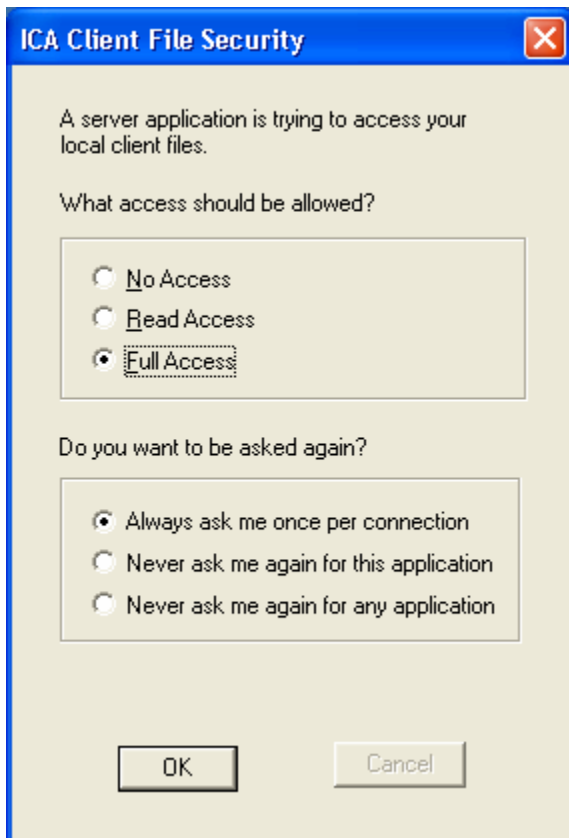 ICA Client File Security
A server application is trying to access your
local client files.
What access should be allowed?
No Access
Read Access
Full Access
Do you want to be asked again?
Always ask me once per connection
Never ask me again for this application
Never ask me again for any application
OK
Cancel